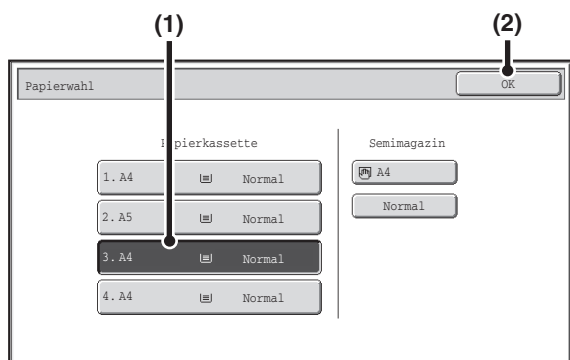 (1) (2)
Papierwahl OK
Papierkassette Semimagazin
1. A4 Normal A4
2. A5 Normal Normal
3. A4 Normal
4. A4 Normal